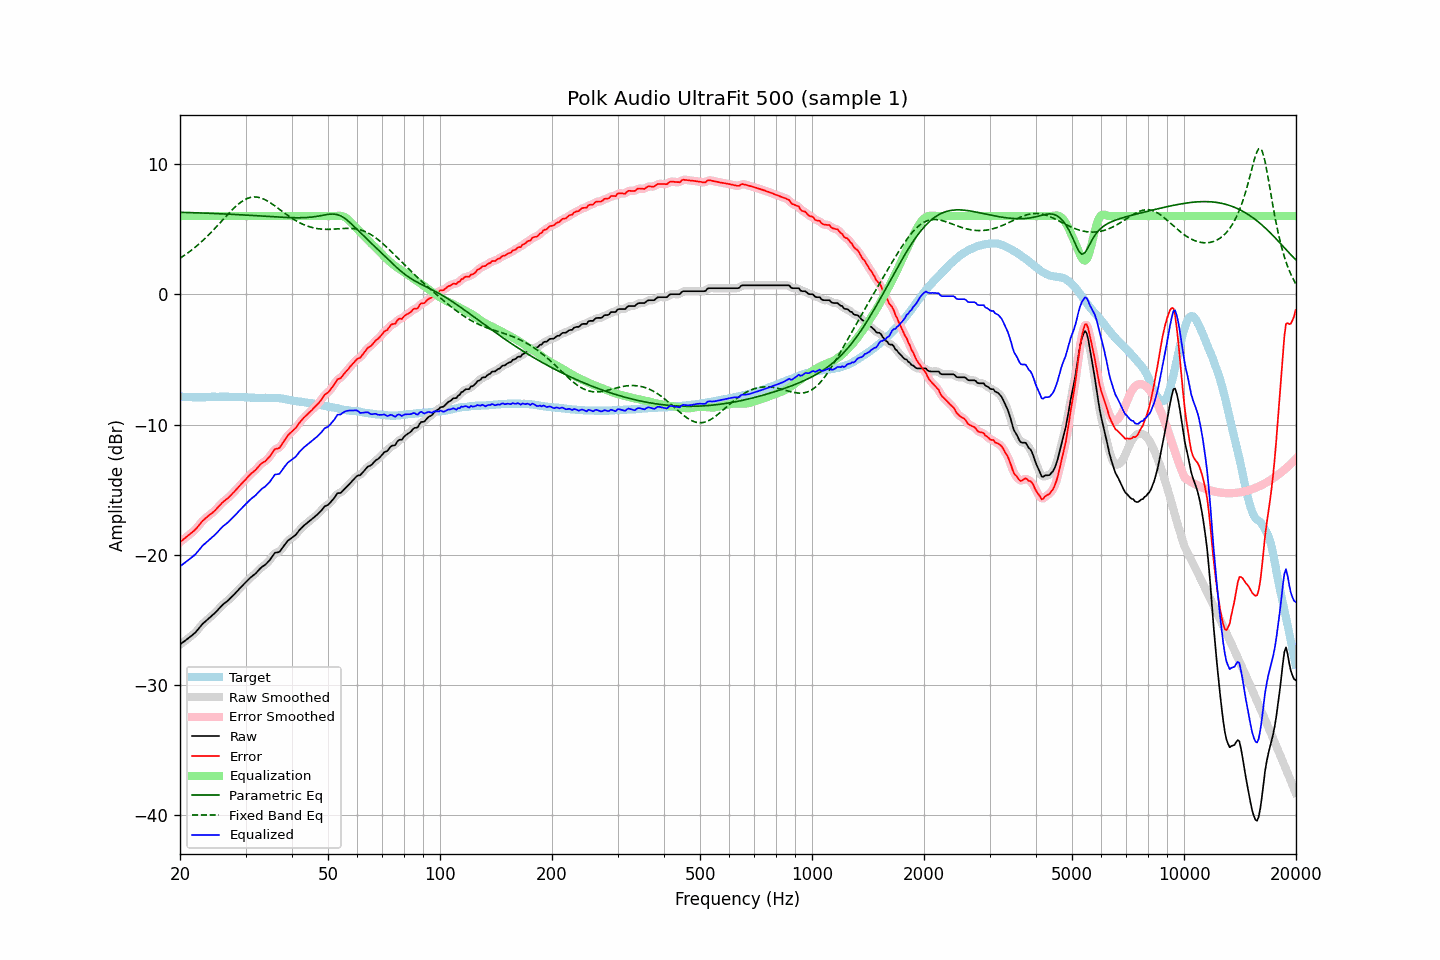 Polk Audio UltraFit 500 (sample 1)
10
0
−10
−20
−30
−40
Amplitude (dBr)
Target
Raw Smoothed
Error Smoothed
Raw
Error
Equalization
Parametric Eq
Fixed Band Eq
Equalized
20 50 100 200 500 1000 2000 5000 10000 20000
Frequency (Hz)